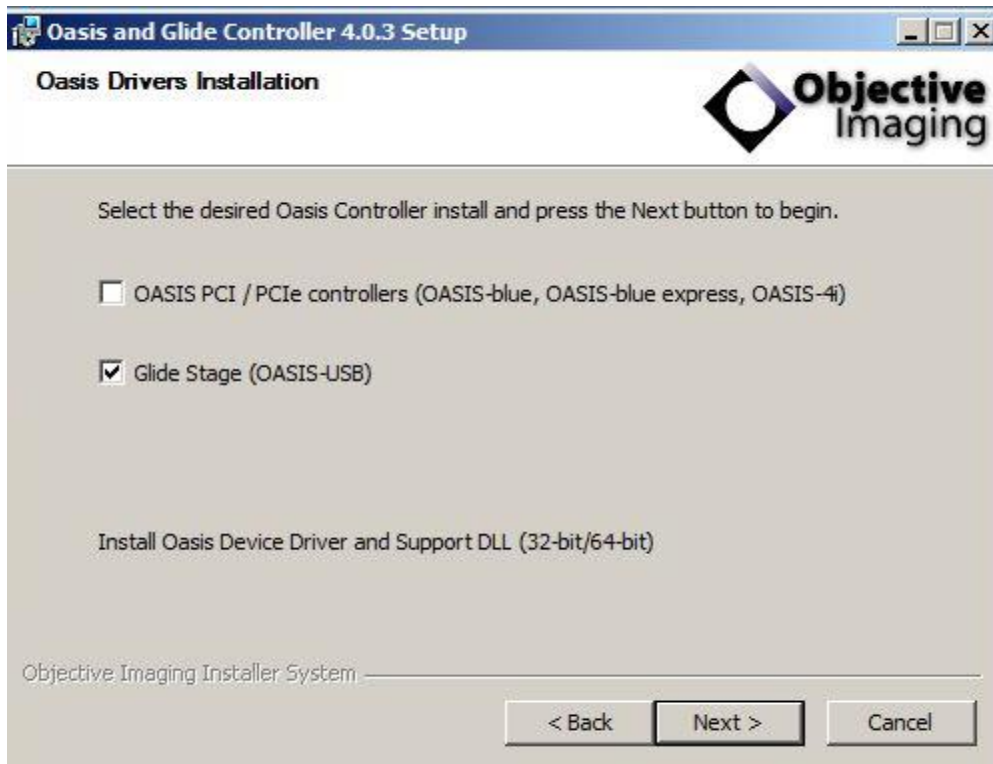 Oasis and Glide Controller 4.0.3 Setup
Oasis Drivers Installation
Objective
Imaging
Select the desired Oasis Controller install and press the Next button to begin.
OASIS PCI / PCIe controllers (OASIS-blue, OASIS-blue express, OASIS-4i)
Glide Stage (OASIS-USB)
Install Oasis Device Driver and Support DLL (32-bit/64-bit)
Objective Imaging Installer System
< Back Next > Cancel